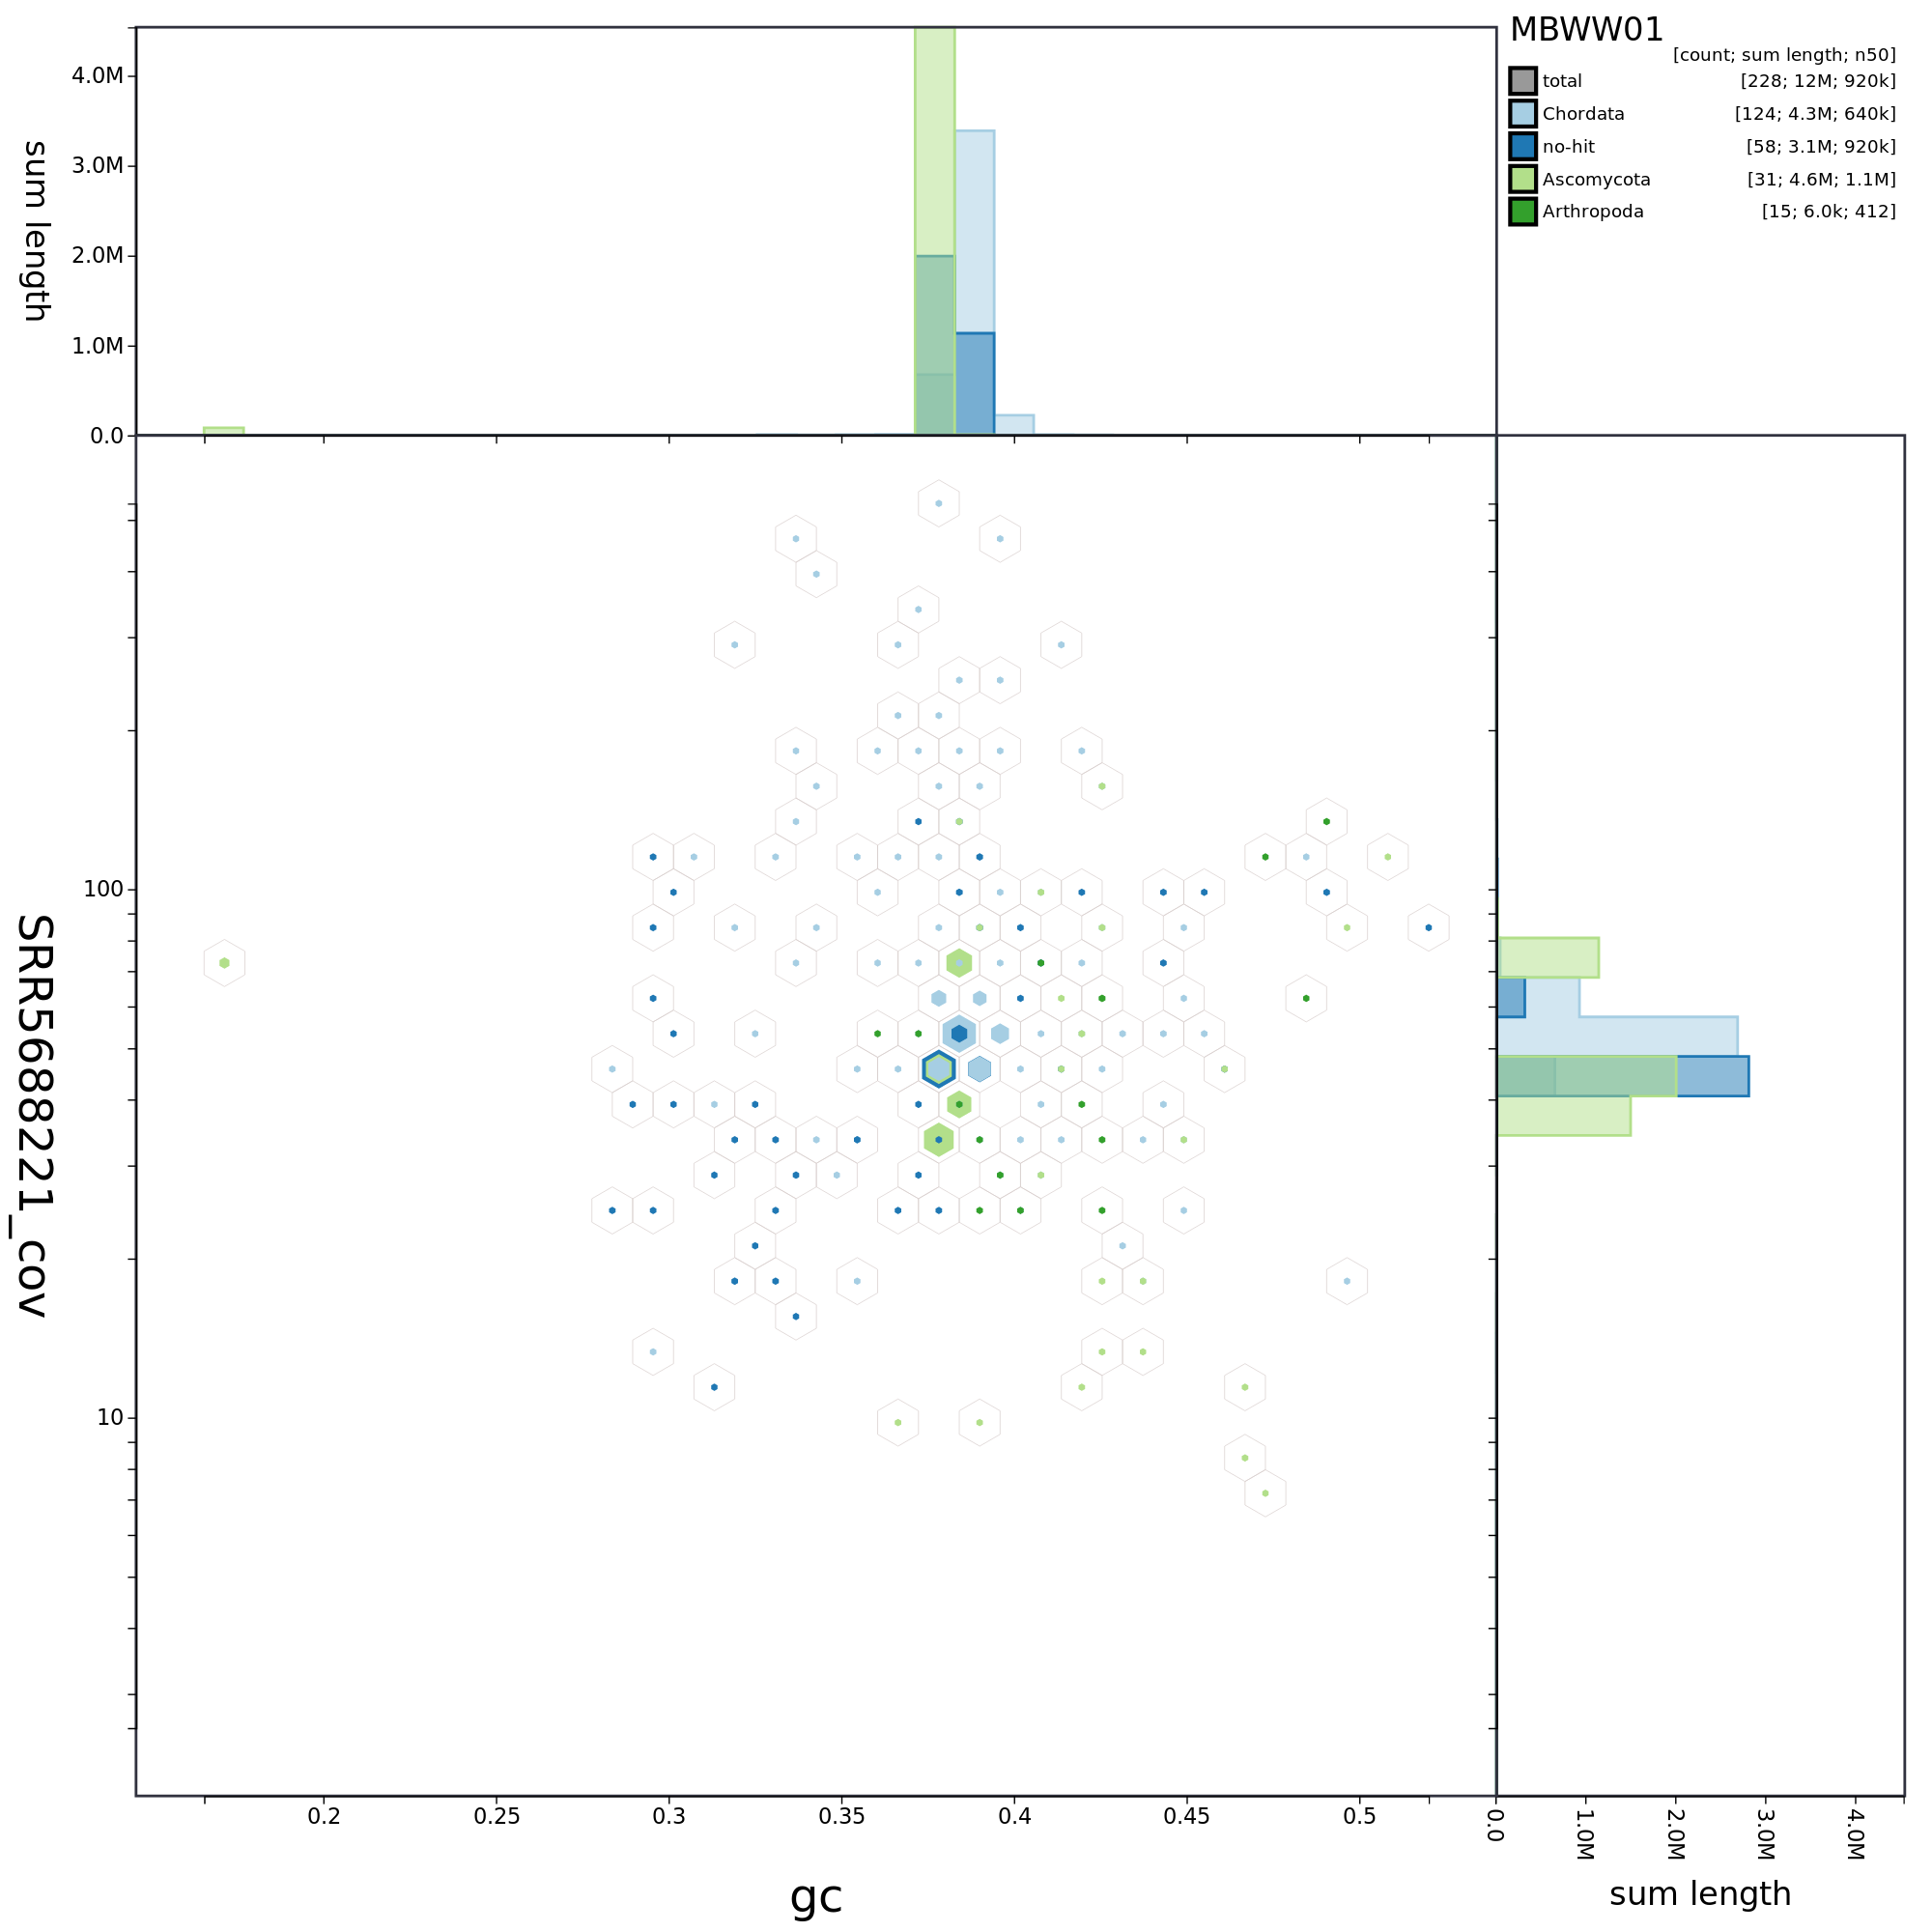 MBWW01
[count; sum length; n50]
total [228; 12M; 920k]
Chordata [124; 4.3M; 640k]
no-hit [58; 3.1M; 920k]
Ascomycota [31; 4.6M; 1.1M]
Arthropoda [15; 6.0k; 412]
sum length
4.0M
3.0M
2.0M
1.0M
0.0
SRR5688221_cov
100
10
0.2 0.25 0.3 0.35 0.4 0.45 0.5
gc
0.0 1.0M 2.0M 3.0M 4.0M
sum length